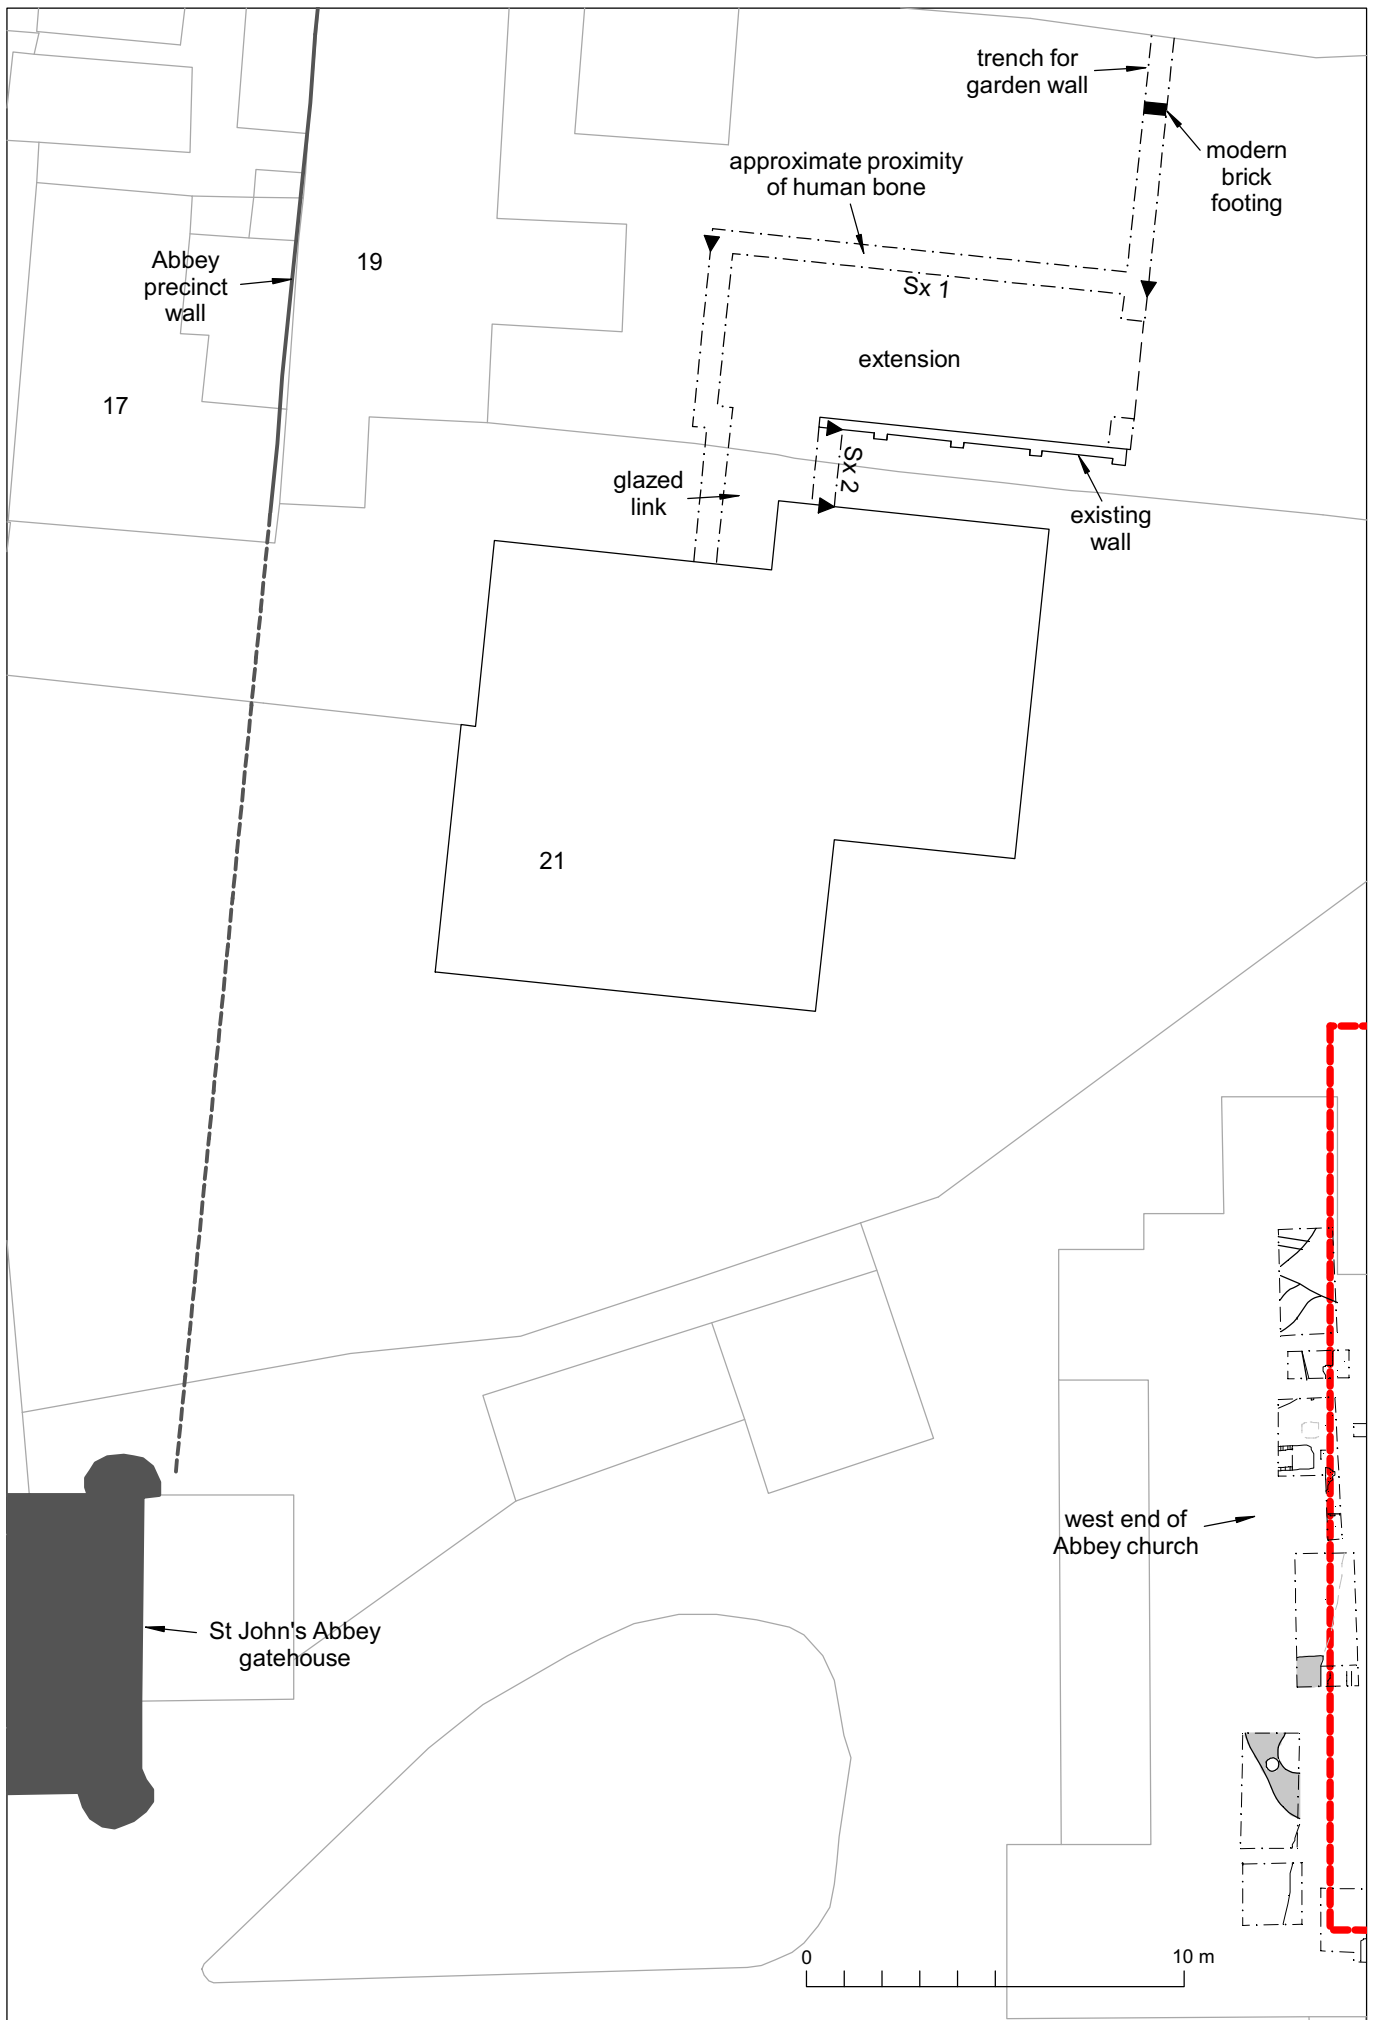 trench for
garden wall
modern
brick
footing
approximate proximity
of human bone
Abbey
precinct
wall
19
Sx 1
extension
17
Sx 2
glazed
link
existing
wall
21
west end of
Abbey church
St John's Abbey
gatehouse
0
10 m